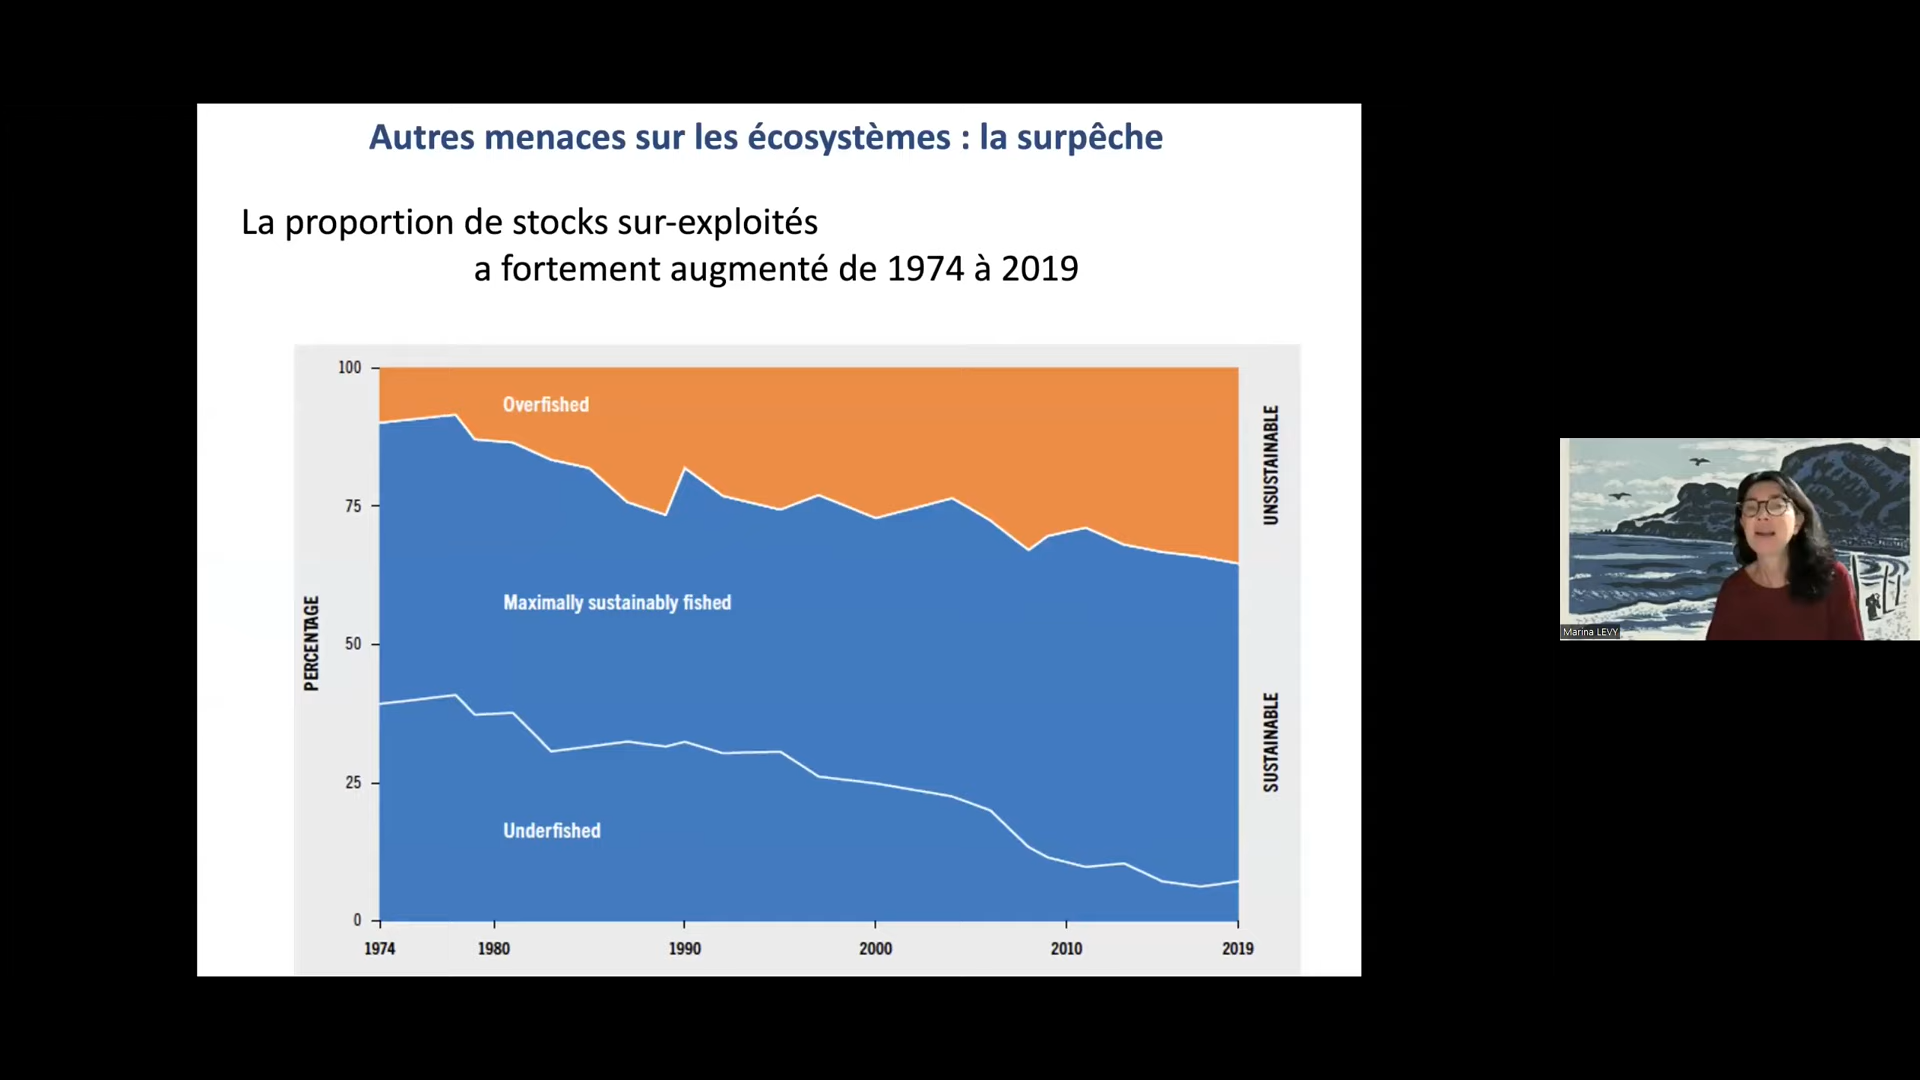 Autres menaces sur les écosystèmes : la surpêche
La proportion de stocks sur-exploités
a fortement augmenté de 1974 à 2019
100
75
50
25
0
PERCENTAGE
Overfished
Maximally sustainably fished
Underfished
UNSUSTAINABLE
SUSTAINABLE
1974 1980 1990 2000 2010 2019
Marina LEVY